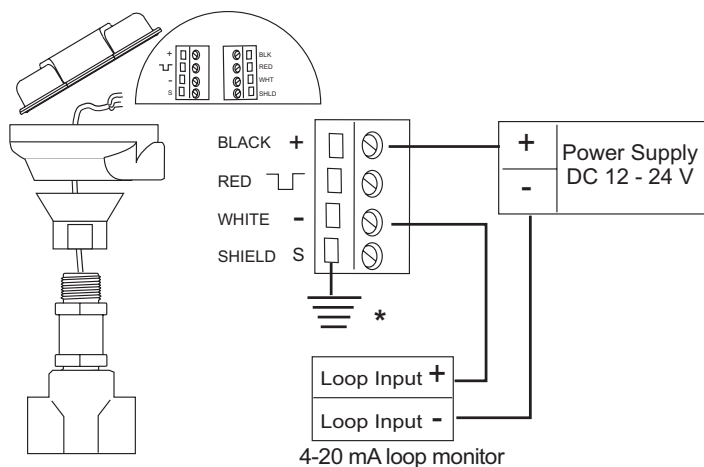 + BLK
RED
- WHT
S SHLD
BLACK +
RED
WHITE -
SHIELD S
*
+
-
Power Supply
DC 12 - 24 V
Loop Input +
Loop Input -
4-20 mA loop monitor